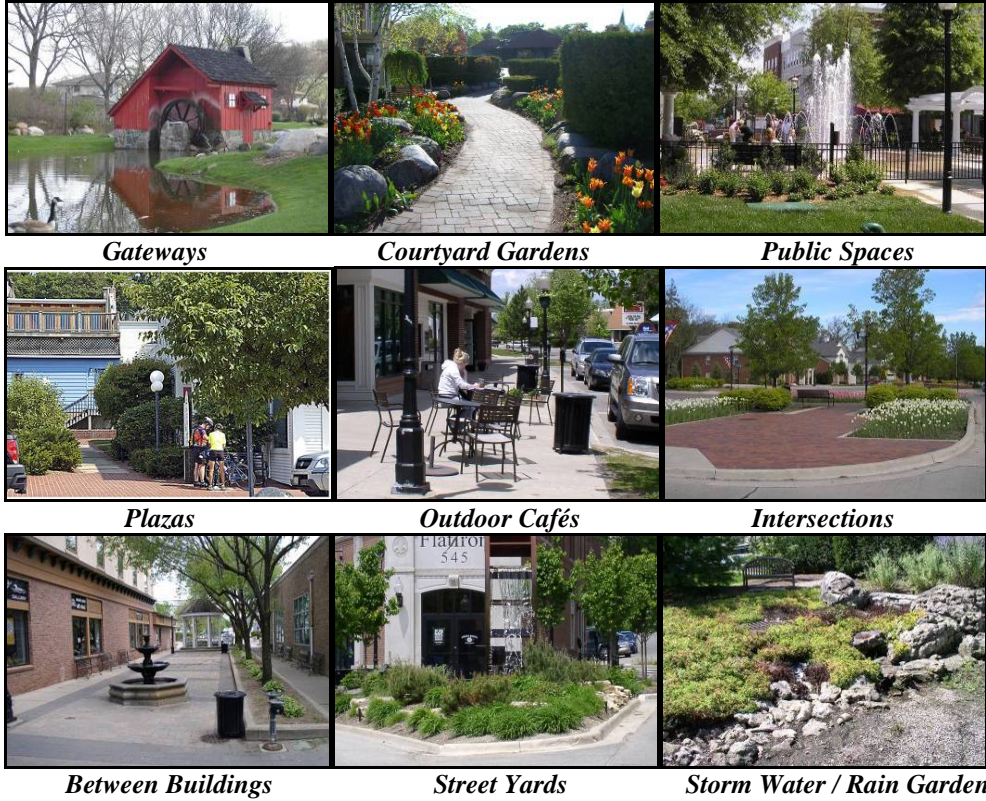 Gateways
Courtyard Gardens
Public Spaces
Plazas
Outdoor Cafés
Intersections
Flatiron
545
Between Buildings
Street Yards
Storm Water / Rain Garden